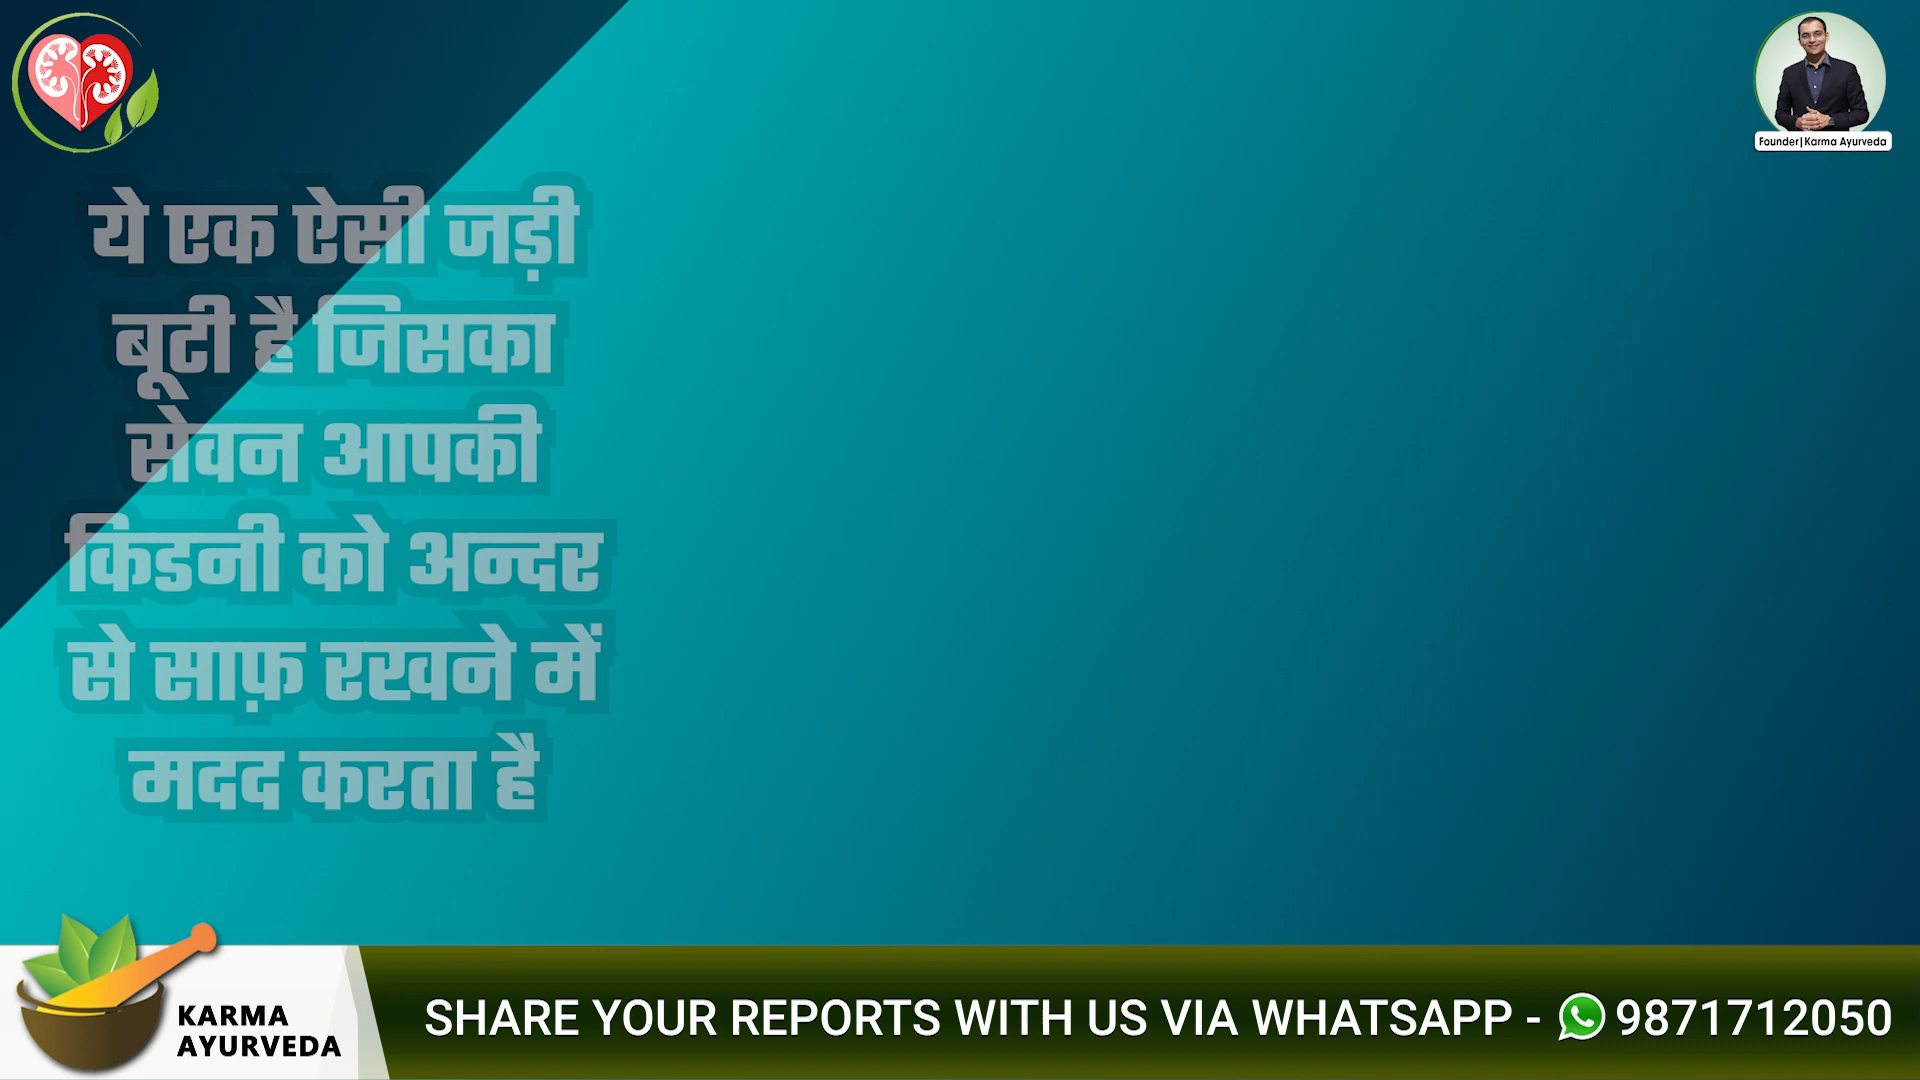 Founder|Karma Ayurveda
ये एक ऐसी जड़ी
बूटी है जिसका
सेवन आपकी
किडनी को अन्दर
से साफ़ रखने में
मदद करता है
KARMA
AYURVEDA
SHARE YOUR REPORTS WITH US VIA WHATSAPP - 9871712050